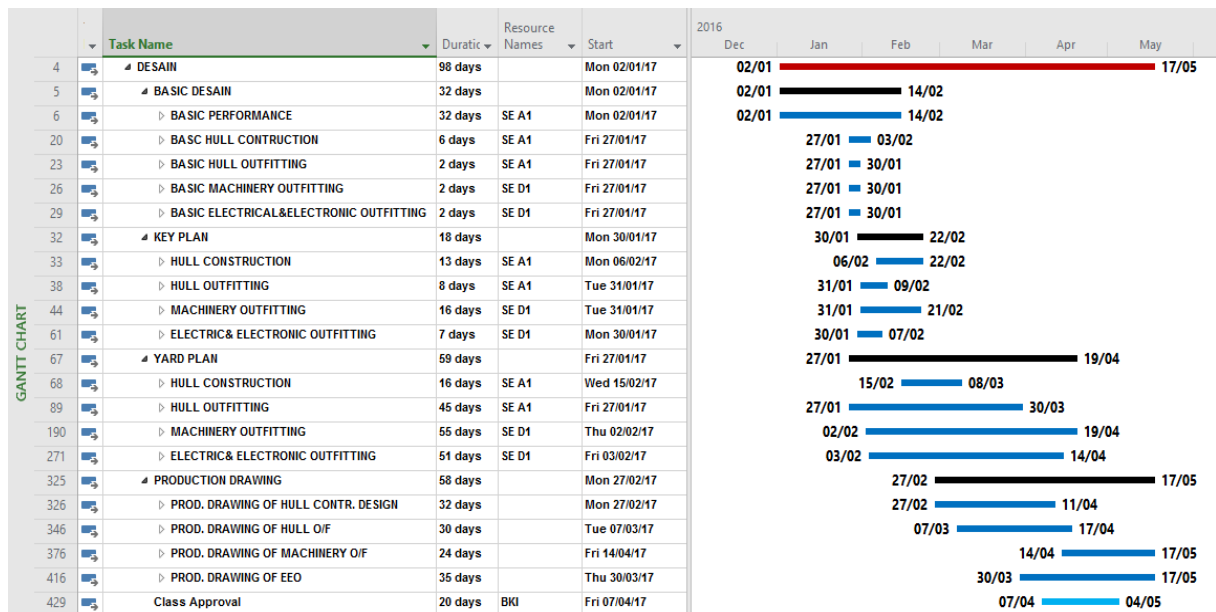 2016
Resource
Task Name Duratic Names Start Dec Jan Feb Mar Apr May
4 DESAIN 98 days Mon 02/01/17 02/01 17/05
5 BASIC DESAIN 32 days Mon 02/01/17 02/01 14/02
6 BASIC PERFORMANCE 32 days SE A1 Mon 02/01/17 02/01 14/02
20 BASC HULL CONTRUCTION 6 days SE A1 Fri 27/01/17 27/01 03/02
23 BASIC HULL OUTFITTING 2 days SE A1 Fri 27/01/17 27/01 30/01
26 BASIC MACHINERY OUTFITTING 2 days SE D1 Fri 27/01/17 27/01 30/01
29 BASIC ELECTRICAL&ELECTRONIC OUTFITTING 2 days SE D1 Fri 27/01/17 27/01 30/01
32 KEY PLAN 18 days Mon 30/01/17 30/01 22/02
33 HULL CONSTRUCTION 13 days SE A1 Mon 06/02/17 06/02 22/02
38 HULL OUTFITTING 8 days SE A1 Tue 31/01/17 31/01 09/02
44 MACHINERY OUTFITTING 16 days SE D1 Tue 31/01/17 31/01 21/02
61 ELECTRIC& ELECTRONIC OUTFITTING 7 days SE D1 Mon 30/01/17 30/01 07/02
67 YARD PLAN 59 days Fri 27/01/17 27/01 19/04
68 HULL CONSTRUCTION 16 days SE A1 Wed 15/02/17 15/02 08/03
89 HULL OUTFITTING 45 days SE A1 Fri 27/01/17 27/01 30/03
190 MACHINERY OUTFITTING 55 days SE D1 Thu 02/02/17 02/02 19/04
271 ELECTRIC& ELECTRONIC OUTFITTING 51 days SE D1 Fri 03/02/17 03/02 14/04
325 PRODUCTION DRAWING 58 days Mon 27/02/17 27/02 17/05
326 PROD. DRAWING OF HULL CONTR. DESIGN 32 days Mon 27/02/17 27/02 11/04
346 PROD. DRAWING OF HULL O/F 30 days Tue 07/03/17 07/03 17/04
376 PROD. DRAWING OF MACHINERY O/F 24 days Fri 14/04/17 14/04 17/05
416 PROD. DRAWING OF EEO 35 days Thu 30/03/17 30/03 17/05
429 Class Approval 20 days BKI Fri 07/04/17 07/04 04/05
GANTT CHART